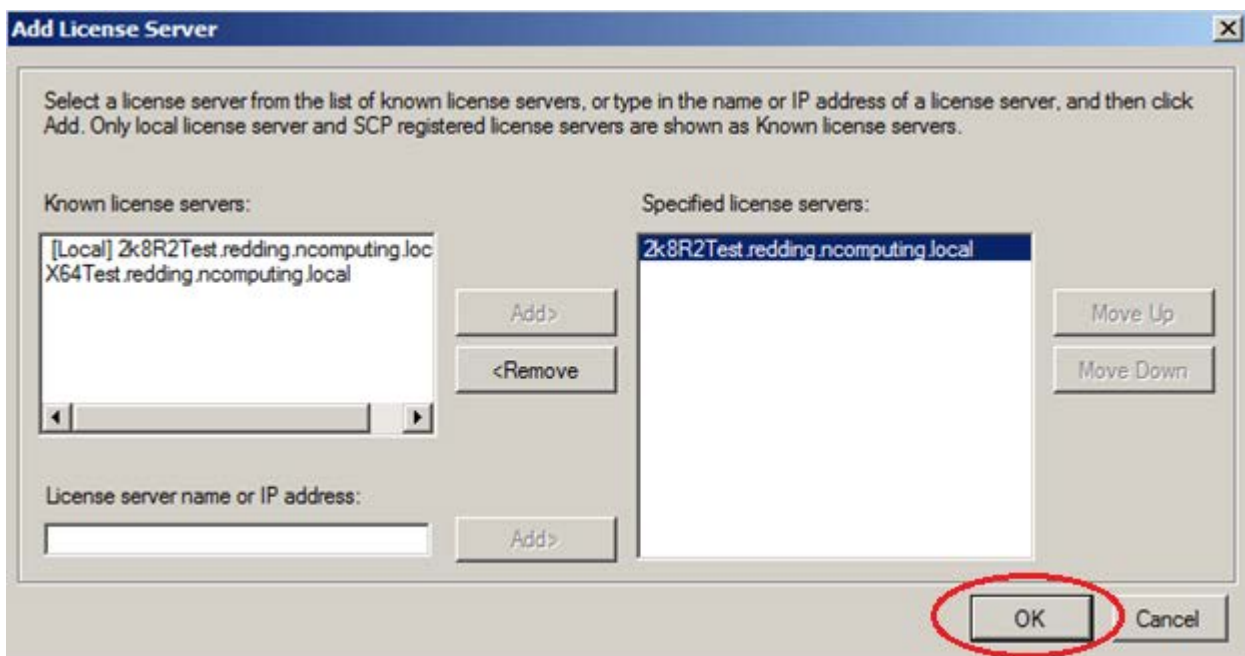 Add License Server
Select a license server from the list of known license servers, or type in the name or IP address of a license server, and then click
Add. Only local license server and SCP registered license servers are shown as Known license servers.
Known license servers:
[Local] 2k8R2Test.redding.ncomputing.loc
X64Test.redding.ncomputing.local
Add>
<Remove
Specified license servers:
2k8R2Test.redding.ncomputing.local
Move Up
Move Down
License server name or IP address:
Add>
OK
Cancel